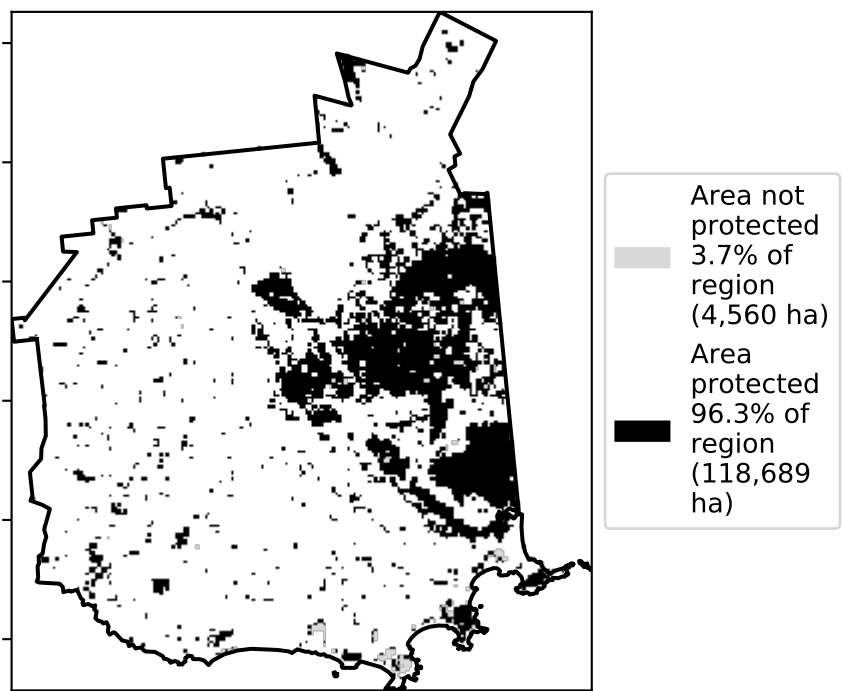 Area not
protected
3.7% of
region
(4,560 ha)
Area
protected
96.3% of
region
(118,689
ha)